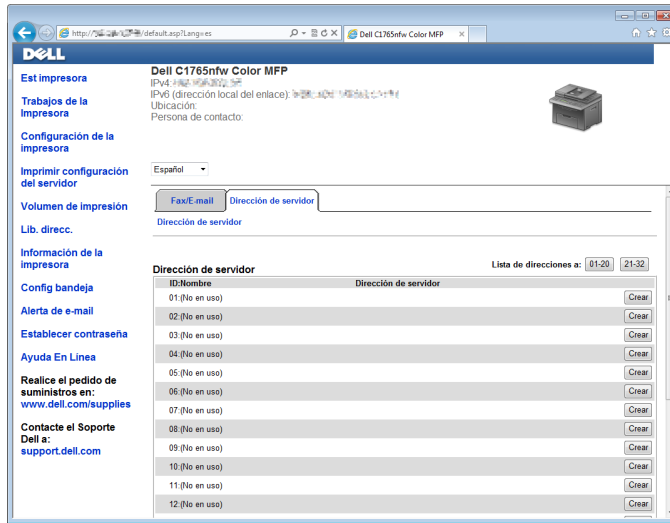 http://
/default.asp?Lang=es
Dell C1765nfw Color MFP
DELL
Est impresora
Trabajos de la
Impresora
Configuración de la
impresora
Imprimir configuración
del servidor
Volumen de impresión
Lib. direcc.
Información de la
impresora
Config bandeja
Alerta de e-mail
Establecer contraseña
Ayuda En Línea
Realice el pedido de
suministros en:
www.dell.com/supplies
Contacte el Soporte
Dell a:
support.dell.com
Dell C1765nfw Color MFP
IPv4:
IPv6 (dirección local del enlace):
Ubicación:
Persona de contacto:
Español
Fax/E-mail
Dirección de servidor
Dirección de servidor
Dirección de servidor
Lista de direcciones a: 01-20 21-32
ID:Nombre Dirección de servidor
01:(No en uso) Crear
02:(No en uso) Crear
03:(No en uso) Crear
04:(No en uso) Crear
05:(No en uso) Crear
06:(No en uso) Crear
07:(No en uso) Crear
08:(No en uso) Crear
09:(No en uso) Crear
10:(No en uso) Crear
11:(No en uso) Crear
12:(No en uso) Crear